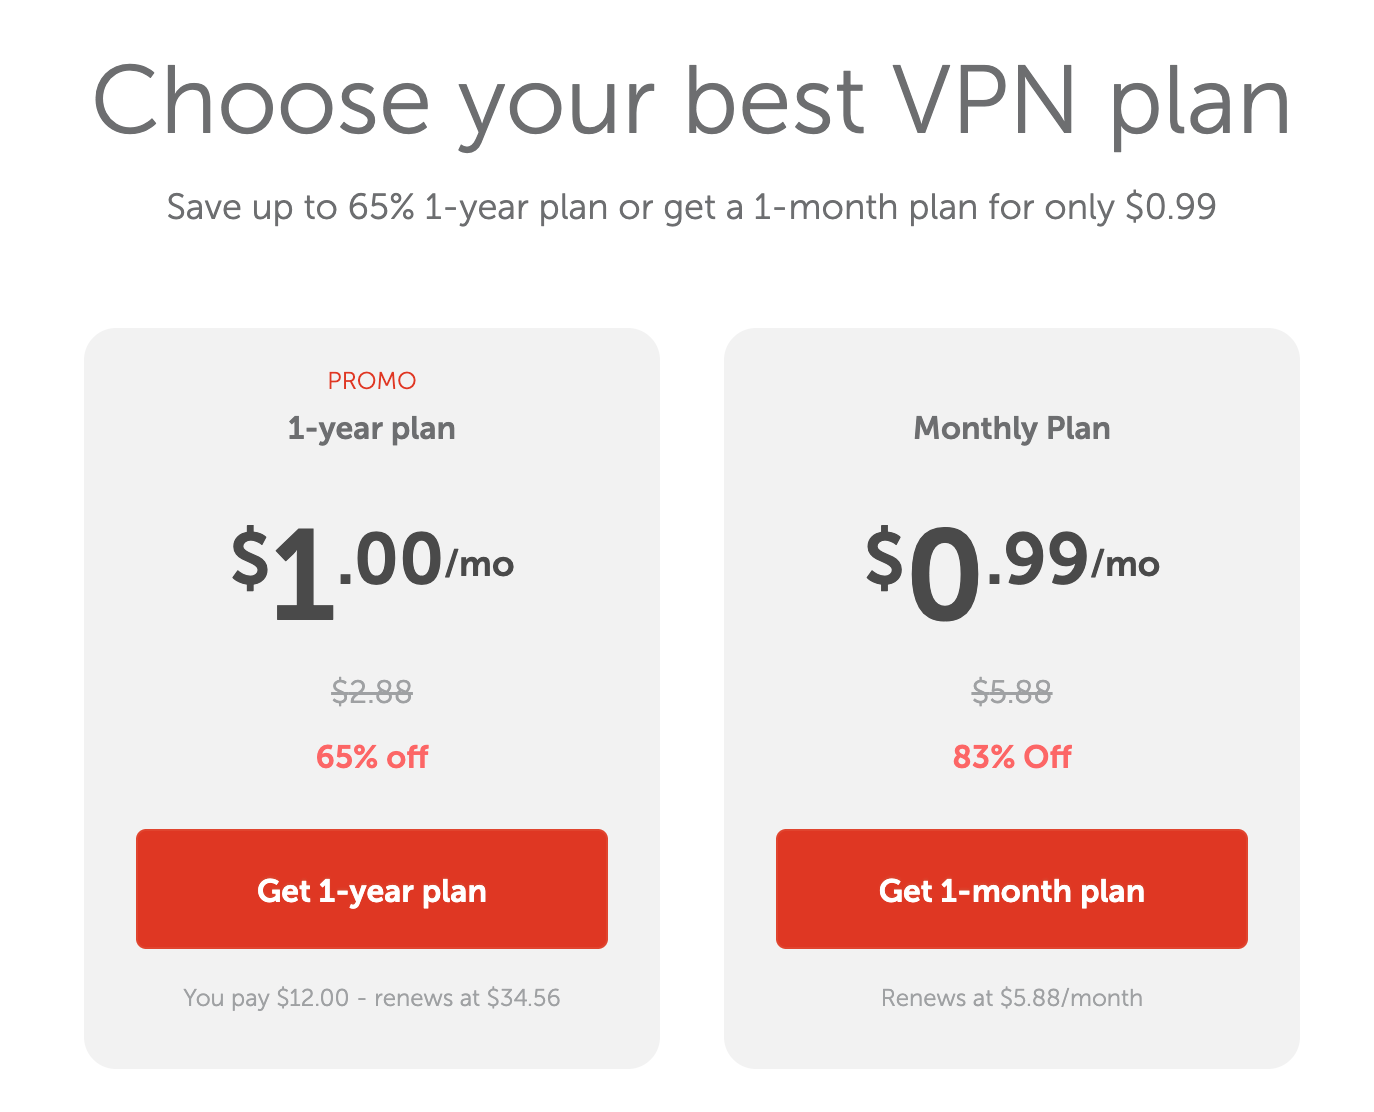 Choose your best VPN plan
Save up to 65% 1-year plan or get a 1-month plan for only $0.99
PROMO
1-year plan
$1.00/mo
$2.88
65% off
Get 1-year plan
You pay $12.00 - renews at $34.56
Monthly Plan
$0.99/mo
$5.88
83% Off
Get 1-month plan
Renews at $5.88/month